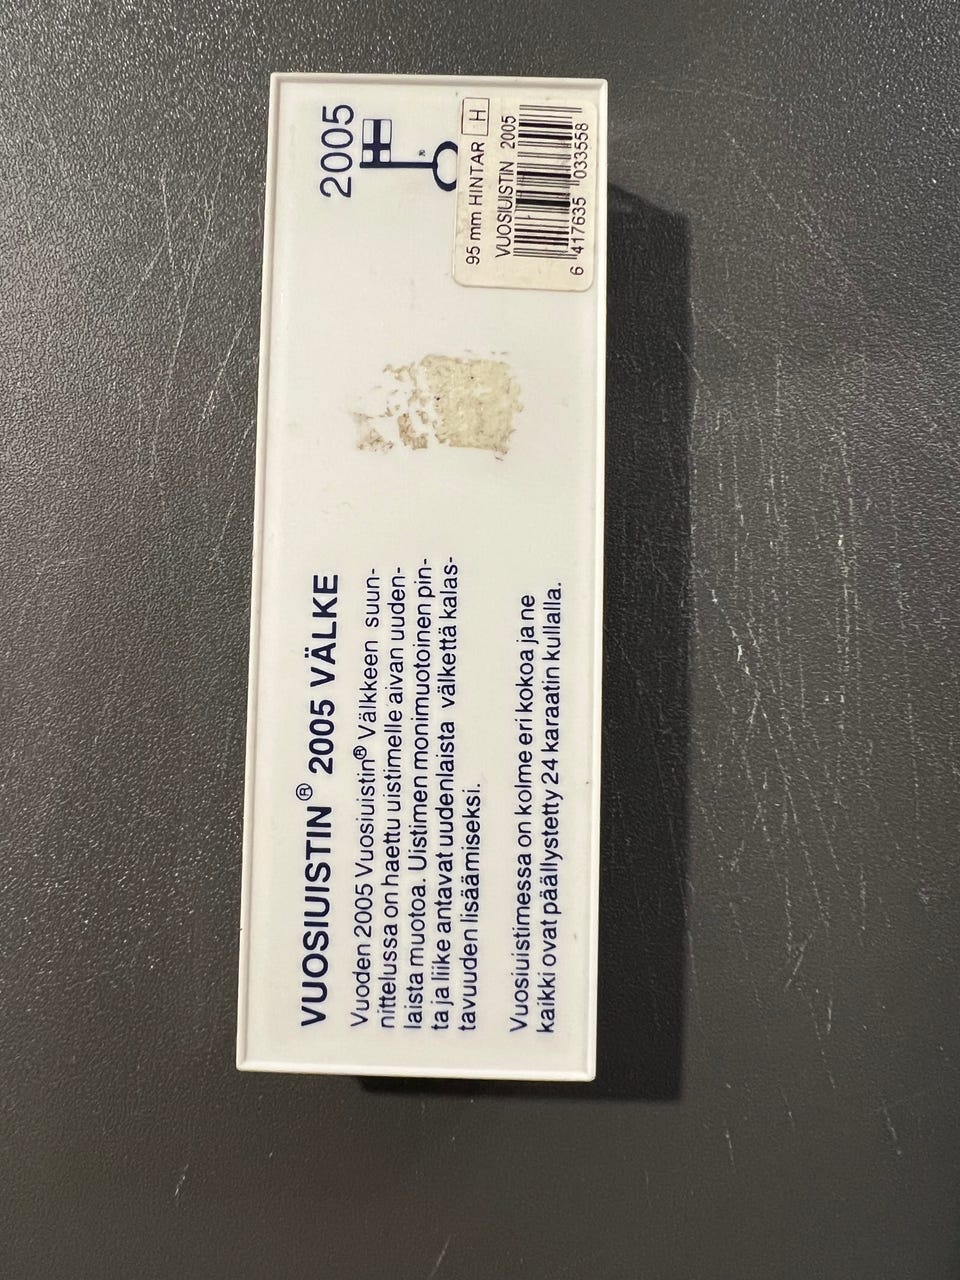 VUOSIUISTIN® 2005 VÄLKE
Vuoden 2005 Vuosiuistin® Välkkeen suun-
nittelussa on haettu uistimelle aivan uuden-
laista muotoa. Uistimen monimuotoinen pin-
ta ja liike antavat uudenlaista välkettä kalas-
tavuuden lisäämiseksi.
Vuosiuistimessa on kolme eri kokoa ja ne
kaikki ovat päällystetty 24 karaatin kullalla.
2005
95 mm HINTAR H
VUOSIUISTIN 2005
6 417635 033558